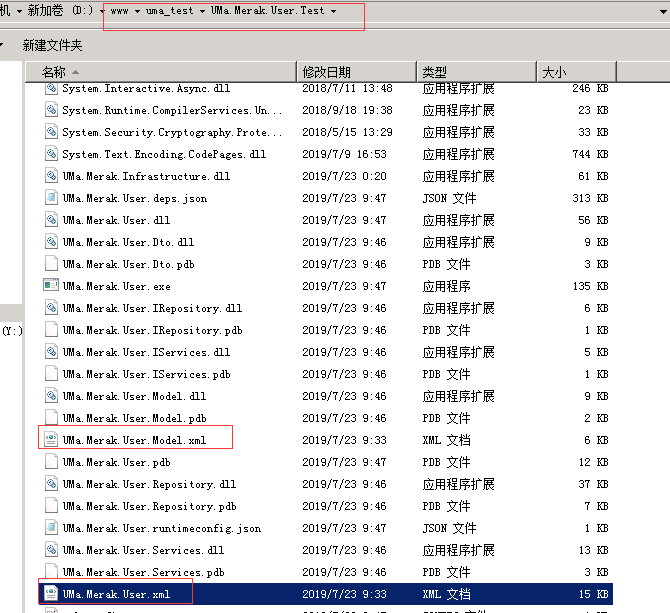 机 新加卷 (D:) www uma_test UMa.Merak.User.Test
新建文件夹
名称 修改日期 类型 大小
System.Interactive.Async.dll 2018/7/11 13:48 应用程序扩展 246 KB
System.Runtime.CompilerServices.Un... 2018/9/18 19:38 应用程序扩展 23 KB
System.Security.Cryptography.Prote... 2018/5/15 13:29 应用程序扩展 33 KB
System.Text.Encoding.CodePages.dll 2019/7/9 16:53 应用程序扩展 744 KB
UMa.Merak.Infrastructure.dll 2019/7/23 0:20 应用程序扩展 61 KB
UMa.Merak.User.deps.json 2019/7/23 9:47 JSON 文件 313 KB
UMa.Merak.User.dll 2019/7/23 9:47 应用程序扩展 56 KB
UMa.Merak.User.Dto.dll 2019/7/23 9:46 应用程序扩展 9 KB
UMa.Merak.User.Dto.pdb 2019/7/23 9:46 PDB 文件 3 KB
UMa.Merak.User.exe 2019/7/23 9:47 应用程序 135 KB
UMa.Merak.User.IRepository.dll 2019/7/23 9:46 应用程序扩展 6 KB
UMa.Merak.User.IRepository.pdb 2019/7/23 9:46 PDB 文件 1 KB
(Y:)
UMa.Merak.User.IServices.dll 2019/7/23 9:46 应用程序扩展 5 KB
UMa.Merak.User.IServices.pdb 2019/7/23 9:46 PDB 文件 1 KB
UMa.Merak.User.Model.dll 2019/7/23 9:46 应用程序扩展 9 KB
UMa.Merak.User.Model.pdb 2019/7/23 9:46 PDB 文件 2 KB
UMa.Merak.User.Model.xml 2019/7/23 9:33 XML 文档 6 KB
UMa.Merak.User.pdb 2019/7/23 9:47 PDB 文件 12 KB
UMa.Merak.User.Repository.dll 2019/7/23 9:46 应用程序扩展 37 KB
UMa.Merak.User.Repository.pdb 2019/7/23 9:46 PDB 文件 7 KB
UMa.Merak.User.runtimeconfig.json 2019/7/23 9:47 JSON 文件 1 KB
UMa.Merak.User.Services.dll 2019/7/23 9:46 应用程序扩展 13 KB
UMa.Merak.User.Services.pdb 2019/7/23 9:46 PDB 文件 3 KB
UMa.Merak.User.xml 2019/7/23 9:33 XML 文档 15 KB